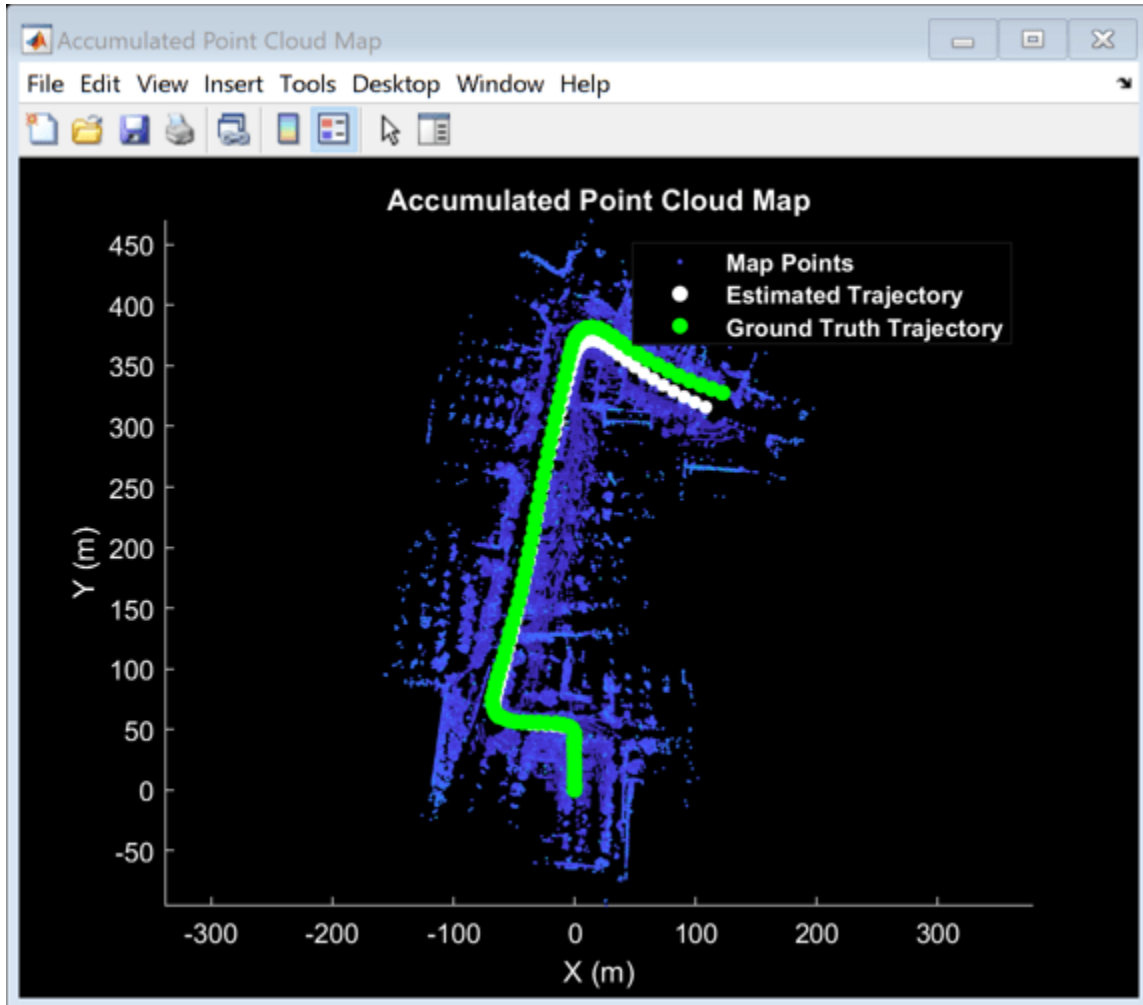 Accumulated Point Cloud Map
File Edit View Insert Tools Desktop Window Help
Accumulated Point Cloud Map
Map Points
Estimated Trajectory
Ground Truth Trajectory
450
400
350
300
250
200
150
100
50
0
-50
Y (m)
-300 -200 -100 0 100 200 300
X (m)